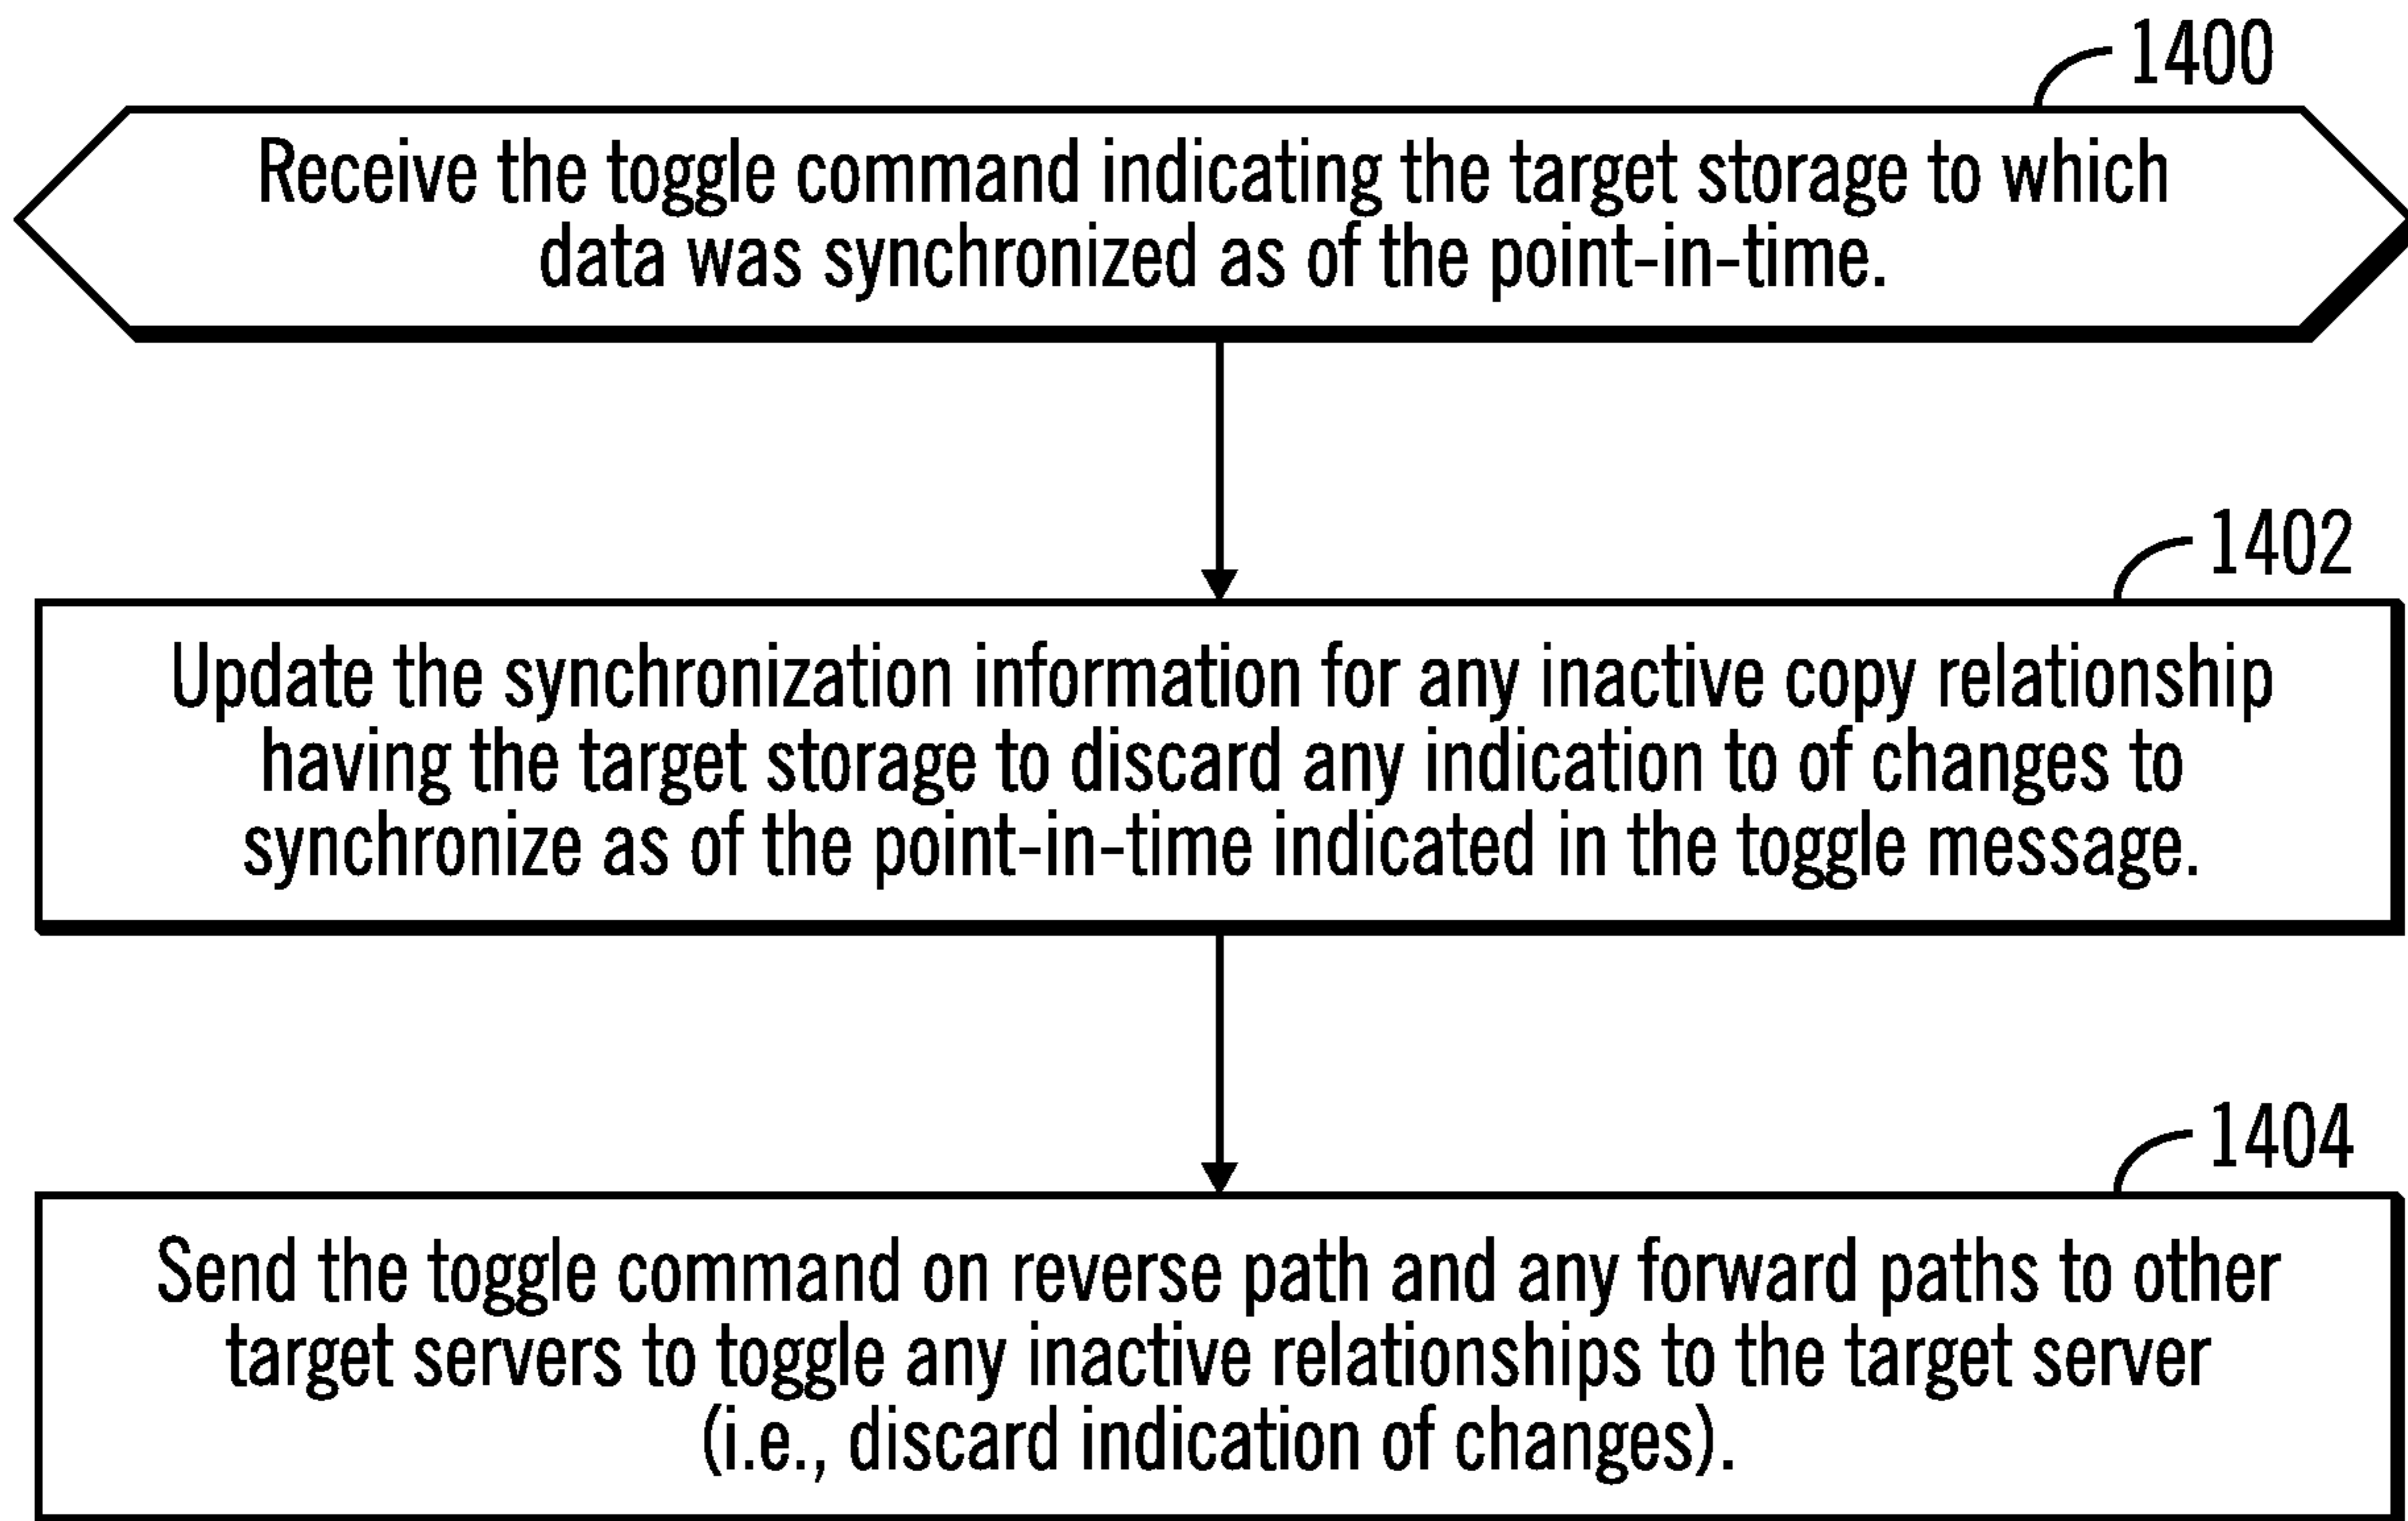 1400
Receive the toggle command indicating the target storage to which
data was synchronized as of the point-in-time.
1402
Update the synchronization information for any inactive copy relationship
having the target storage to discard any indication to of changes to
synchronize as of the point-in-time indicated in the toggle message.
1404
Send the toggle command on reverse path and any forward paths to other
target servers to toggle any inactive relationships to the target server
(i.e., discard indication of changes).